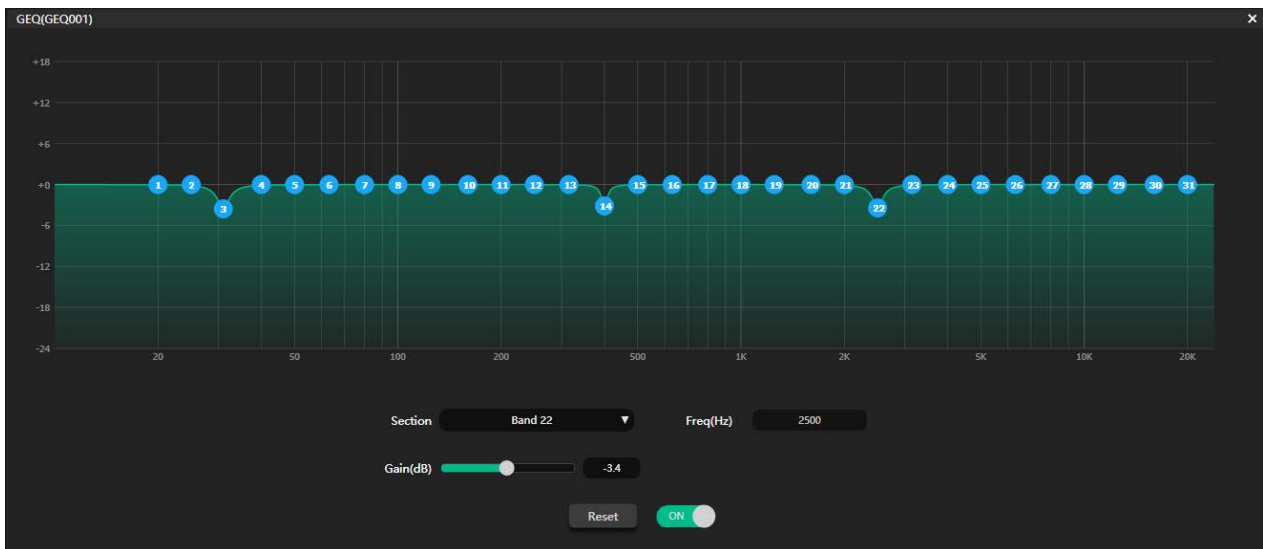 GEQ(GEQ001) ×
+18
+12
+6
+0
1 2 3 4 5 6 7 8 9 10 11 12 13 14 15 16 17 18 19 20 21 22 23 24 25 26 27 28 29 30 31
-6
-12
-18
-24
20 50 100 200 500 1K 2K 5K 10K 20K
Section Band 22 ▼ Freq(Hz) 2500
Gain(dB) -3.4
Reset ON